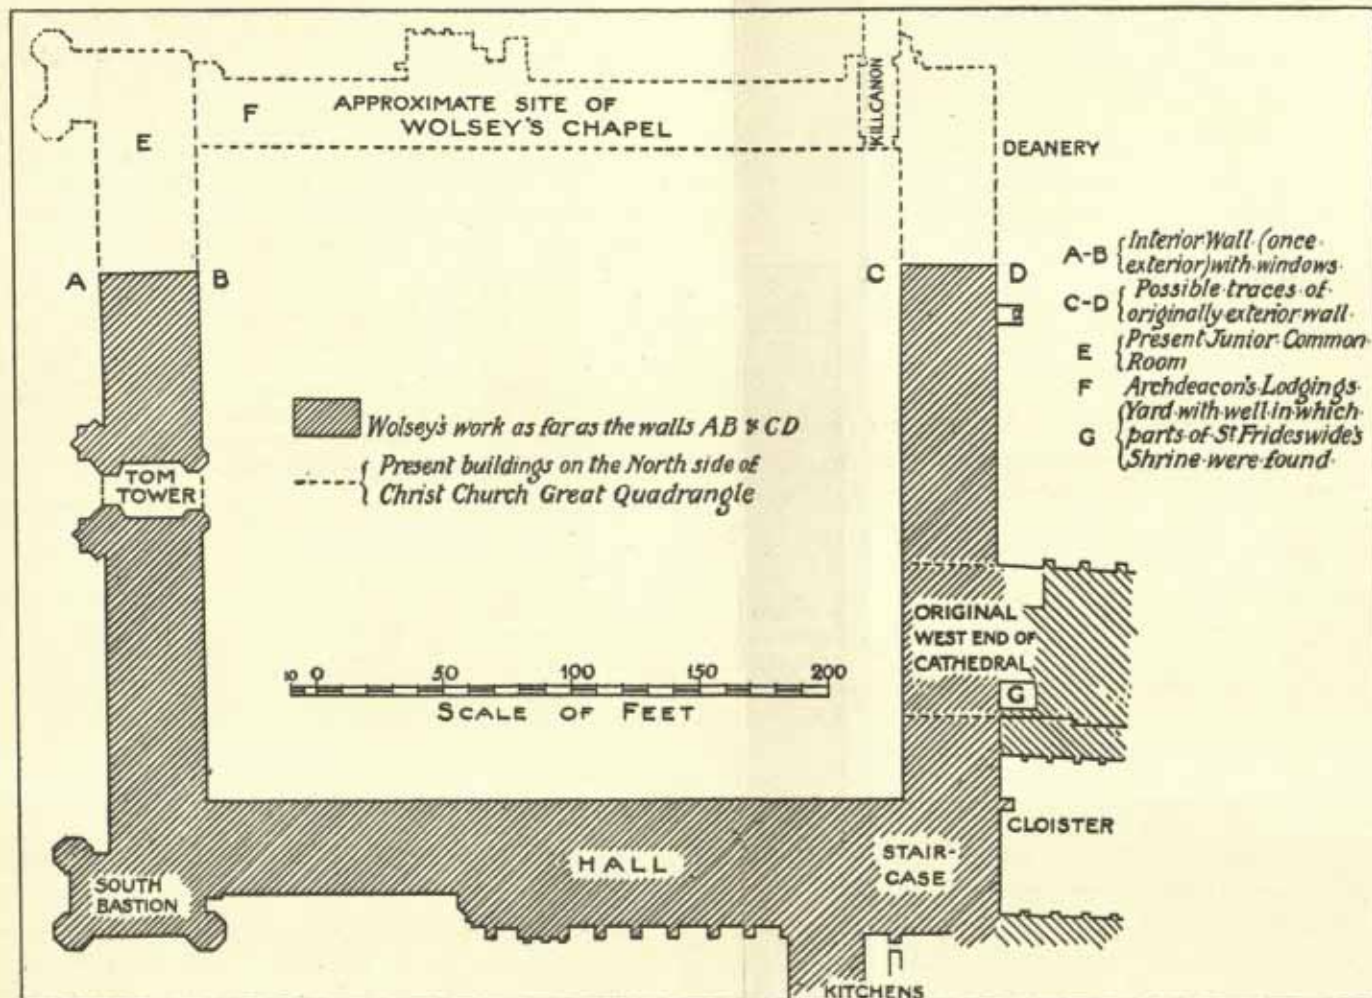 APPROXIMATE SITE OF
WOLSEY'S CHAPEL
KILLCANON
F
E
DEANERY
A
B
C
D
A-B { Interior Wall (once
exterior) with windows
C-D { Possible traces of
originally exterior wall
E { Present Junior Common
Room
F Archdeacon's Lodgings
G { Yard with well in which
parts of St Frideswide's
Shrine were found
Wolsey's work as far as the walls AB & CD
Present buildings on the North side of
Christ Church Great Quadrangle
TOM
TOWER
ORIGINAL
WEST END OF
CATHEDRAL
G
10 0 50 100 150 200
SCALE OF FEET
CLOISTER
HALL
STAIR-
CASE
SOUTH
BASTION
KITCHENS